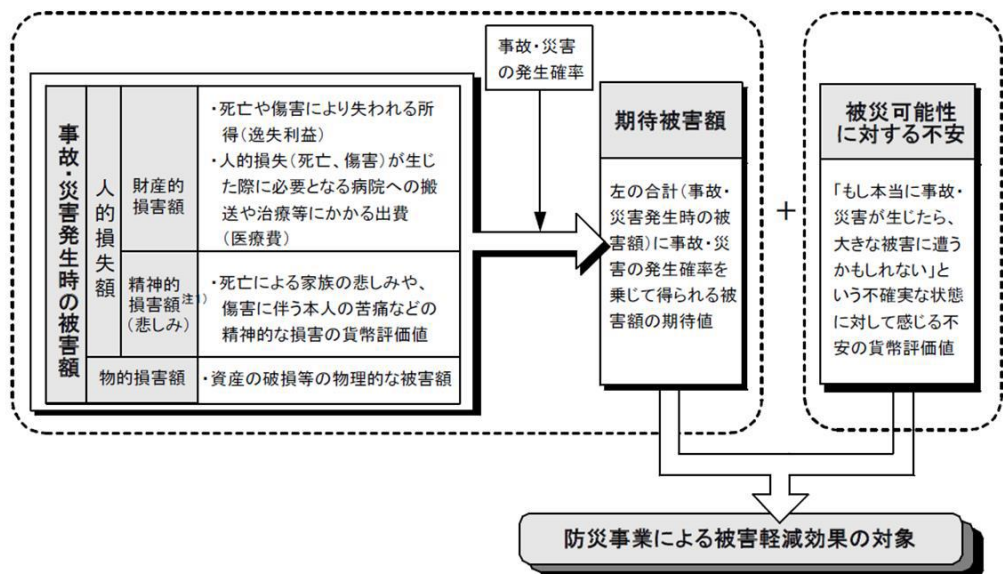 事故・災害
の発生確率
事故・災害発生時の被害額
人的損失額
財産的
損害額
・死亡や傷害により失われる所
得(逸失利益)
・人的損失(死亡、傷害)が生じ
た際に必要となる病院への搬
送や治療等にかかる出費
(医療費)
精神的
損害額注1)
(悲しみ)
・死亡による家族の悲しみや、
傷害に伴う本人の苦痛などの
精神的な損害の貨幣評価値
物的損害額
・資産の破損等の物理的な被害額
期待被害額
左の合計(事故・
災害発生時の被
害額)に事故・災
害の発生確率を
乗じて得られる被
害額の期待値
+
被災可能性
に対する不安
「もし本当に事故・
災害が生じたら、
大きな被害に遭う
かもしれない」と
いう不確実な状態
に対して感じる不
安の貨幣評価値
防災事業による被害軽減効果の対象